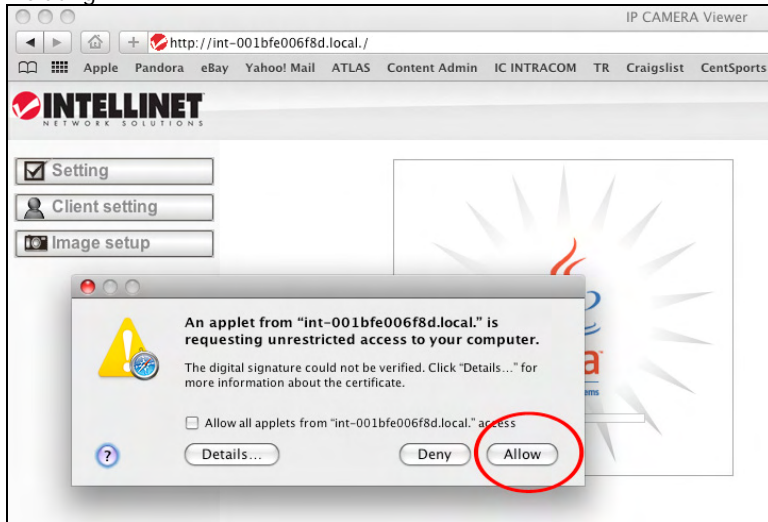 IP CAMERA Viewer
http://int-001bfe006f8d.local./
Apple Pandora eBay Yahoo! Mail ATLAS Content Admin IC INTRACOM TR Craigslist CentSports
INTELLINET
NETWORK SOLUTIONS
Setting
Client setting
Image setup
An applet from “int-001bfe006f8d.local.” is
requesting unrestricted access to your computer.
The digital signature could not be verified. Click “Details...” for
more information about the certificate.
Allow all applets from “int-001bfe006f8d.local.” access
? Details... Deny Allow